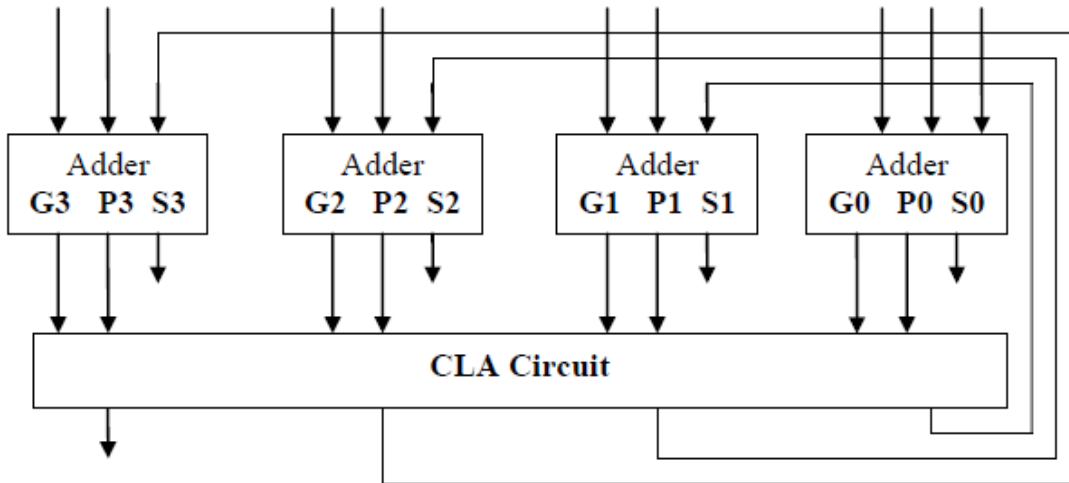 Adder
G3 P3 S3
Adder
G2 P2 S2
Adder
G1 P1 S1
Adder
G0 P0 S0
CLA Circuit